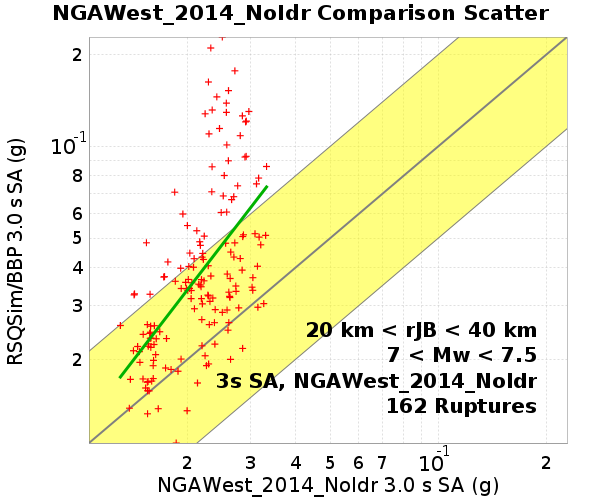 NGAWest_2014_NoIdr Comparison Scatter
RSQSim/BBP 3.0 s SA (g)
2
10-1
8
6
5
4
3
2
20 km < rJB < 40 km
7 < Mw < 7.5
3s SA, NGAWest_2014_NoIdr
162 Ruptures
2 3 4 5 6 7 10-1 2
NGAWest_2014_NoIdr 3.0 s SA (g)